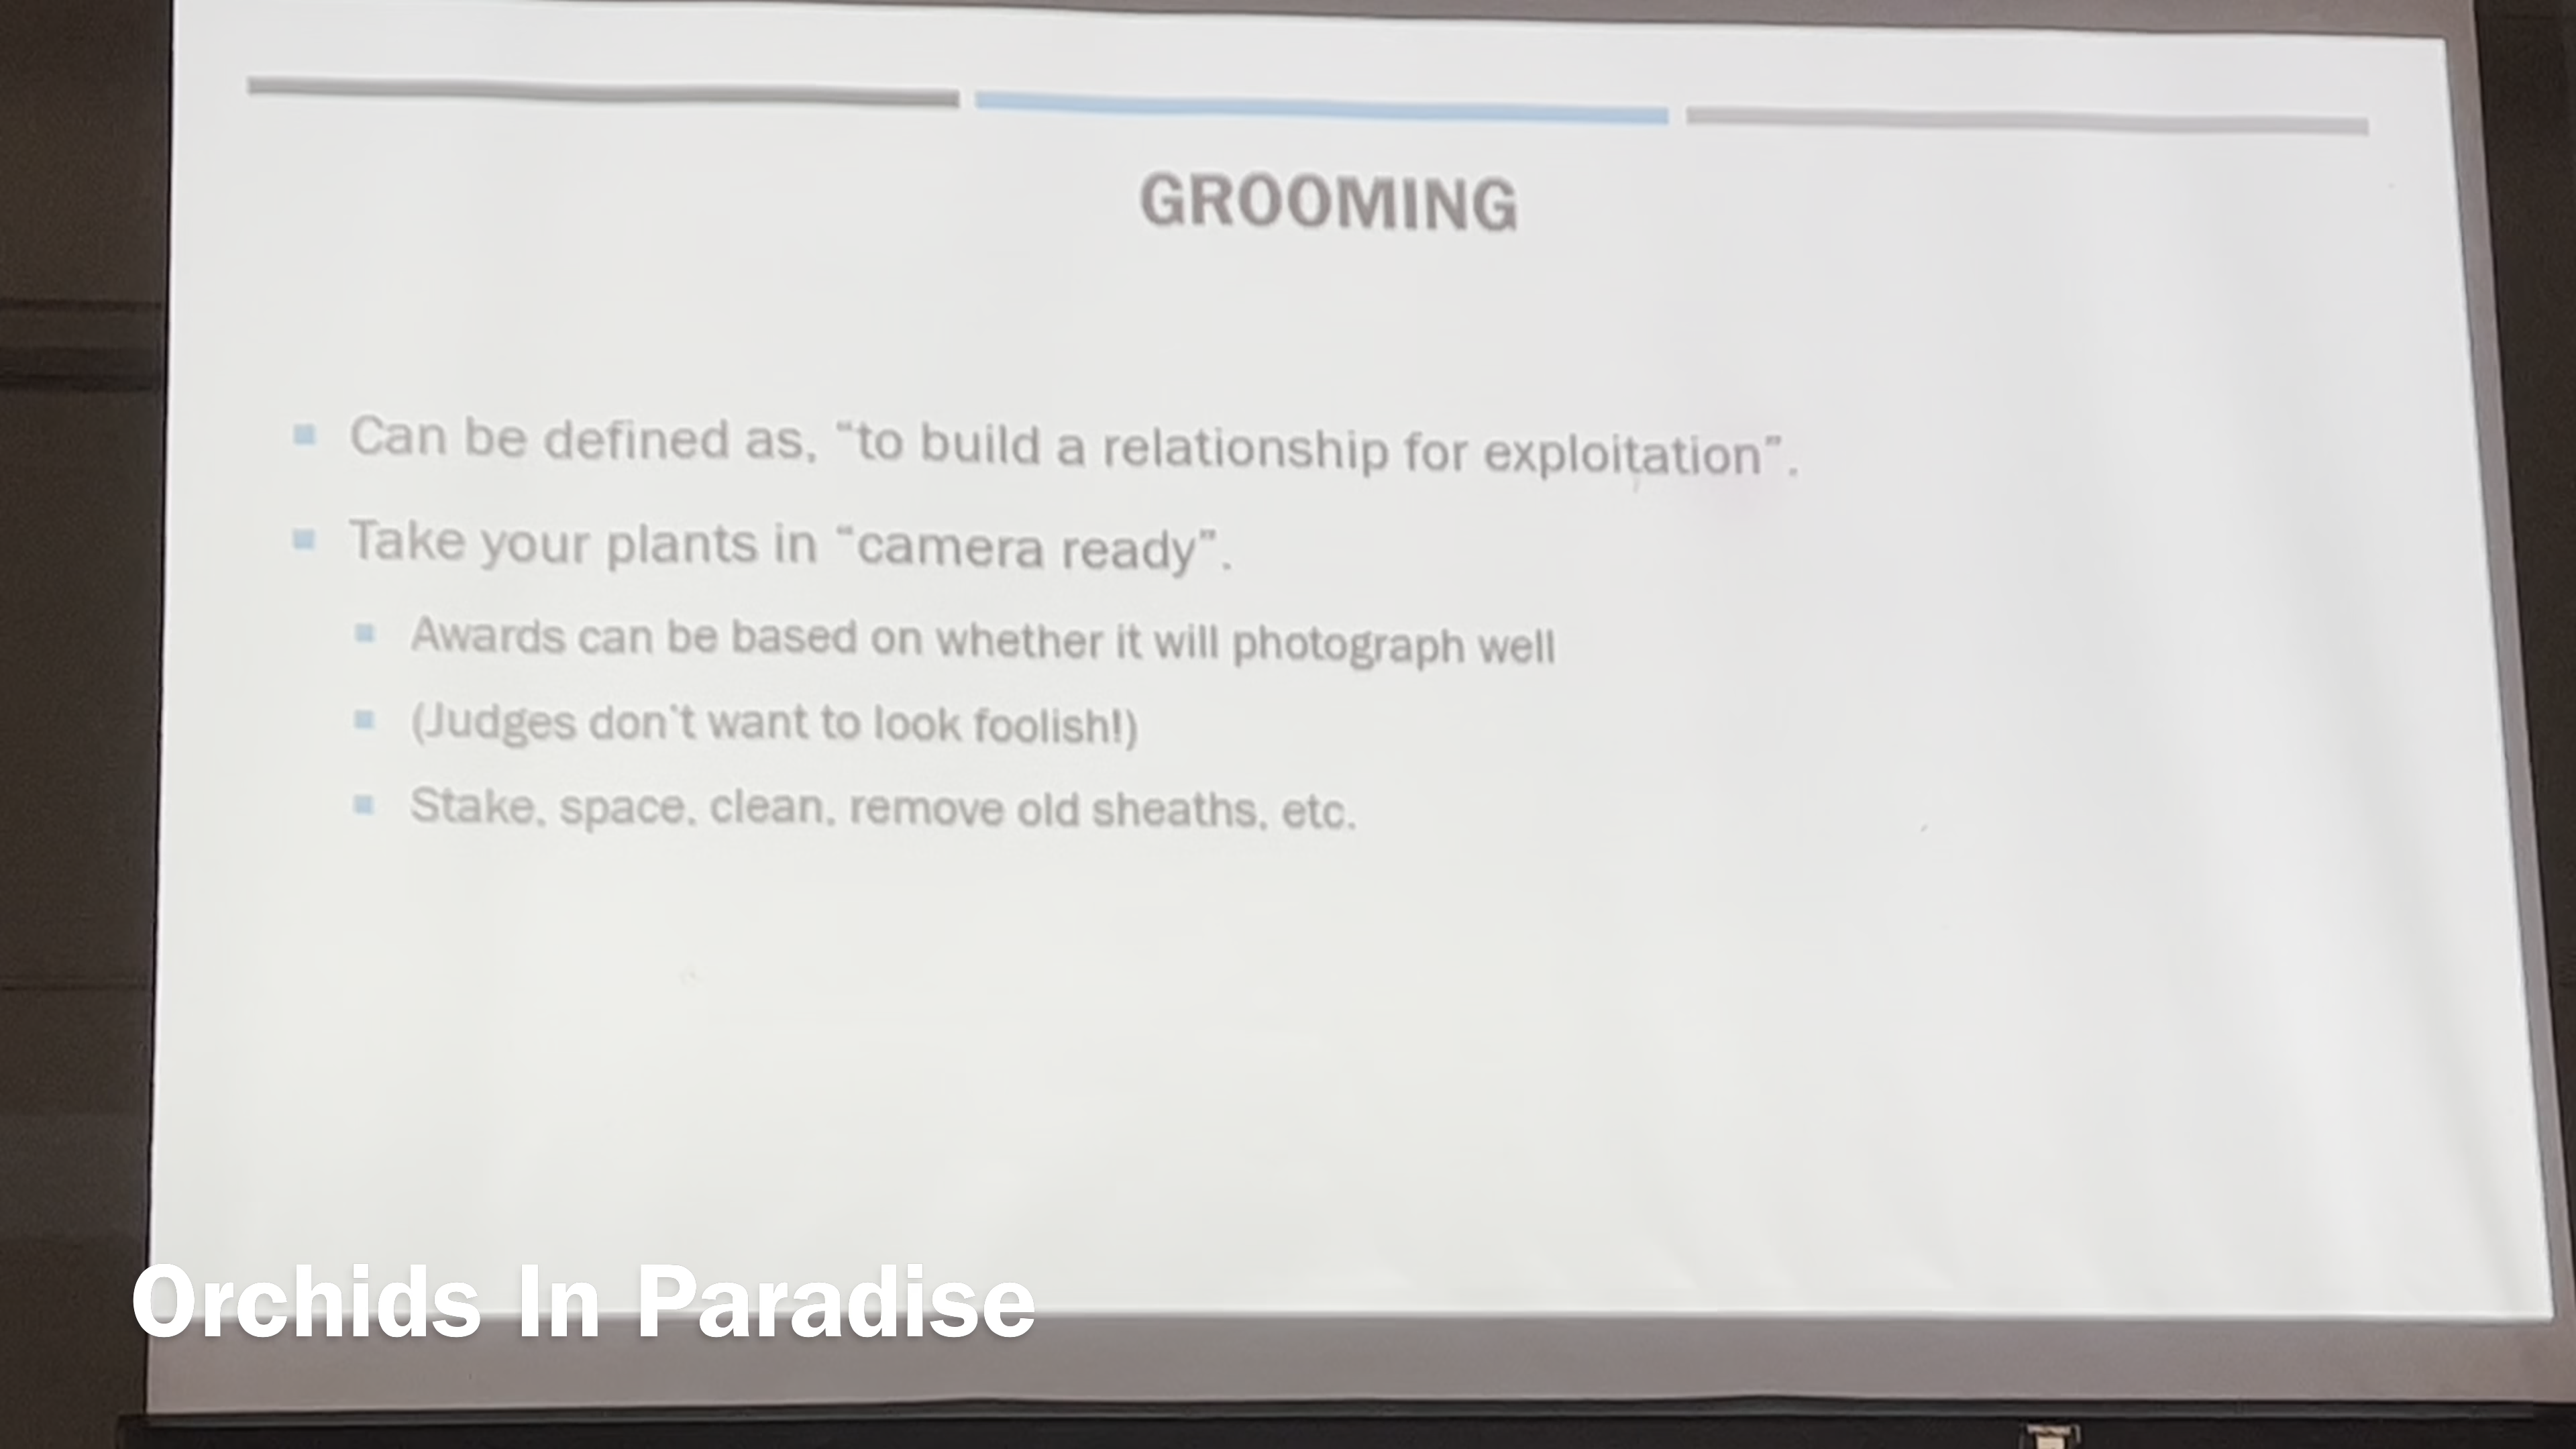 GROOMING
Can be defined as, “to build a relationship for exploitation”.
Take your plants in “camera ready”.
Awards can be based on whether it will photograph well
(Judges don't want to look foolish!)
Stake, space, clean, remove old sheaths, etc.
Orchids In Paradise